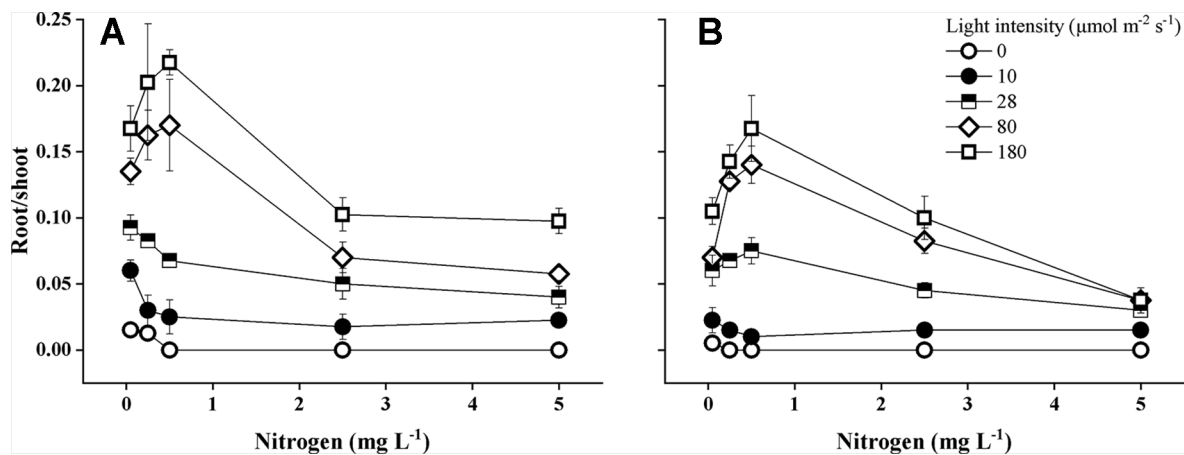 A
B
Light intensity (μmol m⁻² s⁻¹)
0
10
28
80
180
Root/shoot
0.25
0.20
0.15
0.10
0.05
0.00
0 1 2 3 4 5
0 1 2 3 4 5
Nitrogen (mg L⁻¹)
Nitrogen (mg L⁻¹)